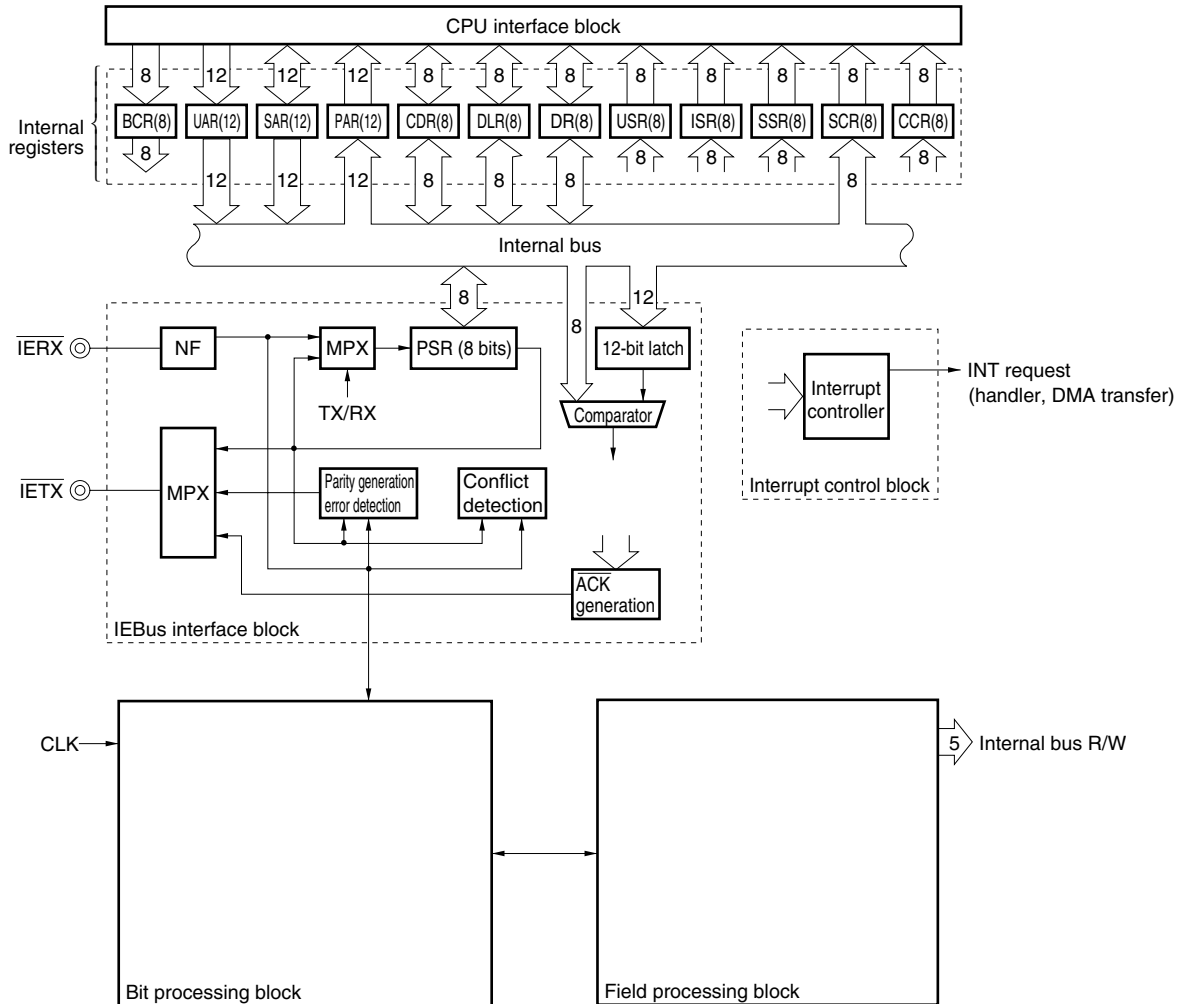 CPU interface block
8 12 12 12 8 8 8 8 8 8 8 8
Internal
registers
BCR(8) UAR(12) SAR(12) PAR(12) CDR(8) DLR(8) DR(8) USR(8) ISR(8) SSR(8) SCR(8) CCR(8)
8 8 8 8 8
12 12 12 8 8 8 8
Internal bus
8 8 12
IERX
NF
MPX
PSR (8 bits)
12-bit latch
TX/RX
Comparator
Interrupt
controller
INT request
(handler, DMA transfer)
Interrupt control block
IETX
MPX
Parity generation
error detection
Conflict
detection
ACK
generation
IEBus interface block
CLK
5
Internal bus R/W
Bit processing block
Field processing block